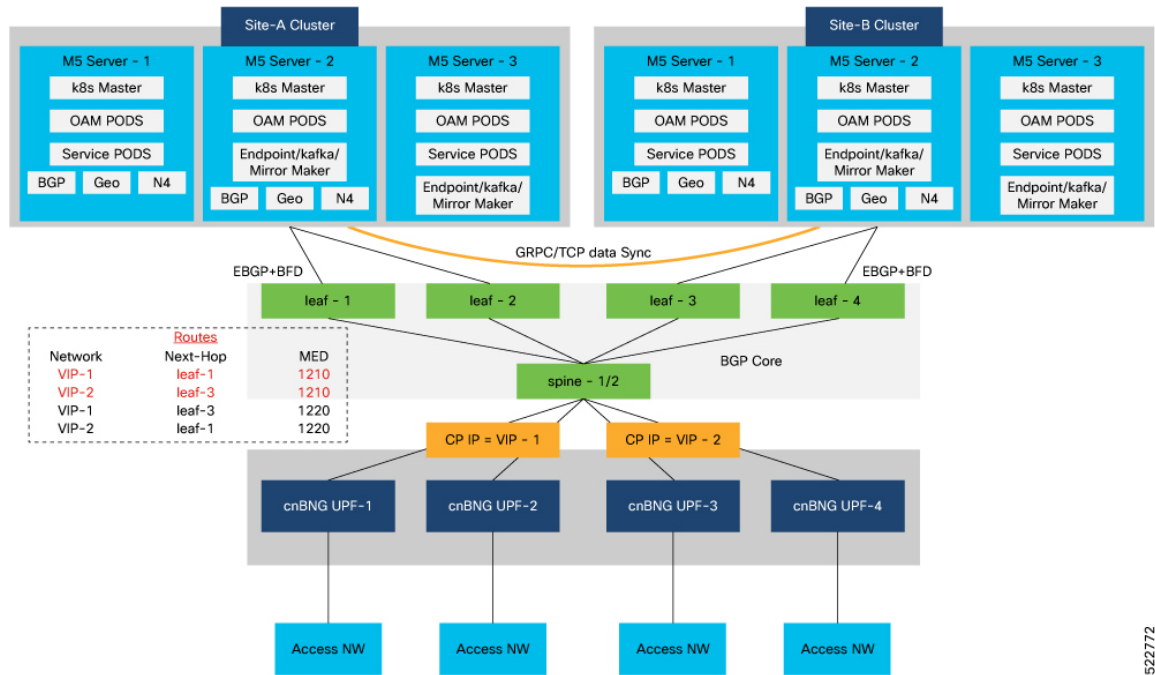 Site-A Cluster
Site-B Cluster
M5 Server - 1
k8s Master
OAM PODS
Service PODS
BGP Geo N4
M5 Server - 2
k8s Master
OAM PODS
Endpoint/kafka/
Mirror Maker
BGP Geo N4
M5 Server - 3
k8s Master
OAM PODS
Service PODS
Endpoint/kafka/
Mirror Maker
M5 Server - 1
k8s Master
OAM PODS
Service PODS
BGP Geo N4
M5 Server - 2
k8s Master
OAM PODS
Endpoint/kafka/
Mirror Maker
BGP Geo N4
M5 Server - 3
k8s Master
OAM PODS
Service PODS
Endpoint/kafka/
Mirror Maker
GRPC/TCP data Sync
EBGP+BFD
EBGP+BFD
leaf - 1
leaf - 2
leaf - 3
leaf - 4
Routes
Network Next-Hop MED
VIP-1 leaf-1 1210
VIP-2 leaf-3 1210
VIP-1 leaf-3 1220
VIP-2 leaf-1 1220
BGP Core
spine - 1/2
CP IP = VIP - 1
CP IP = VIP - 2
cnBNG UPF-1
cnBNG UPF-2
cnBNG UPF-3
cnBNG UPF-4
Access NW
Access NW
Access NW
Access NW
522772